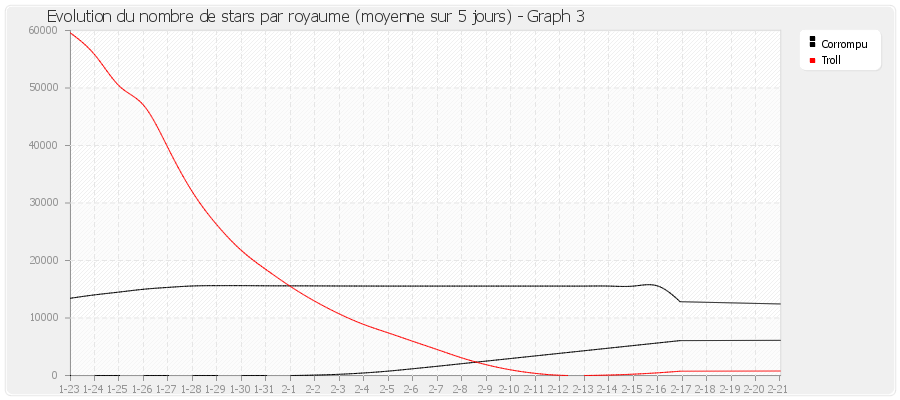 Evolution du nombre de stars par royaume (moyenne sur 5 jours) - Graph 3
60000
50000
40000
30000
20000
10000
0
1-23 1-24 1-25 1-26 1-27 1-28 1-29 1-30 1-31 2-1 2-2 2-3 2-4 2-5 2-6 2-7 2-8 2-9 2-10 2-11 2-12 2-13 2-14 2-15 2-16 2-17 2-18 2-19 2-20 2-21
Corrompu
Troll